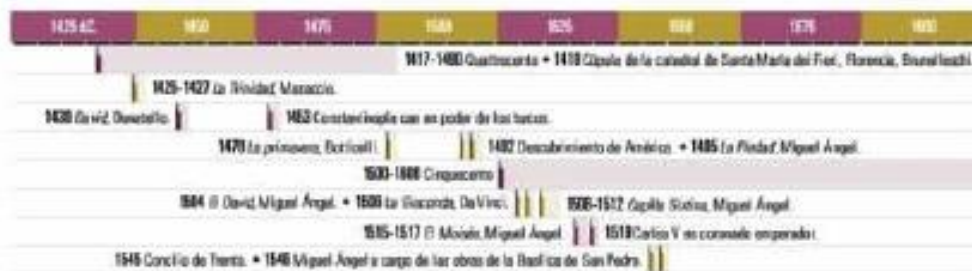 1425 d.C. 1450 1475 1500 1525 1550 1575 1600
1417-1480 Quattrocento • 1418 Cúpula de la catedral de Santa María del Fiori, Florencia, Brunelleschi.
1425-1427 La Trinidad, Masaccio.
1430 David, Donatello. 1453 Constantinopla cae en poder de los turcos.
1478 La primavera, Botticelli. 1492 Descubrimiento de América. • 1495 La Piedad, Miguel Ángel.
1500-1600 Cinquecento
1504 El David, Miguel Ángel. • 1506 La Gioconda, Da Vinci. 1508-1512 Capilla Sixtina, Miguel Ángel.
1515-1517 El Moisés, Miguel Ángel. 1519 Carlos V es coronado emperador.
1545 Concilio de Trento. • 1546 Miguel Ángel a cargo de las obras de la Basílica de San Pedro.